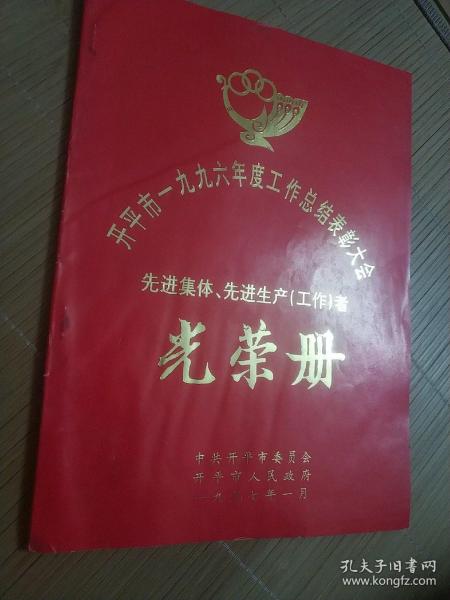 开平市一九九六年度工作总结表彰大会
先进集体、先进生产(工作)者
光荣册
中共开平市委员会
开平市人民政府
一九九七年一月
孔夫子旧书网
www.kongfz.com